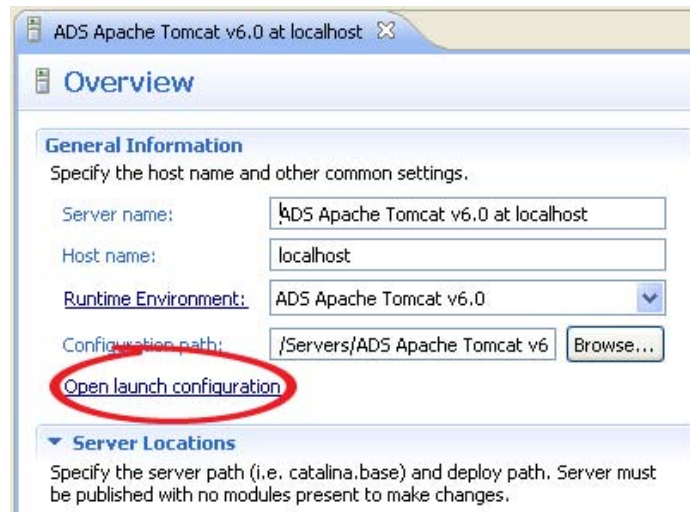 ADS Apache Tomcat v6.0 at localhost
Overview
General Information
Specify the host name and other common settings.
Server name: ADS Apache Tomcat v6.0 at localhost
Host name: localhost
Runtime Environment: ADS Apache Tomcat v6.0
Configuration path: /Servers/ADS Apache Tomcat v6 Browse...
Open launch configuration
Server Locations
Specify the server path (i.e. catalina.base) and deploy path. Server must
be published with no modules present to make changes.